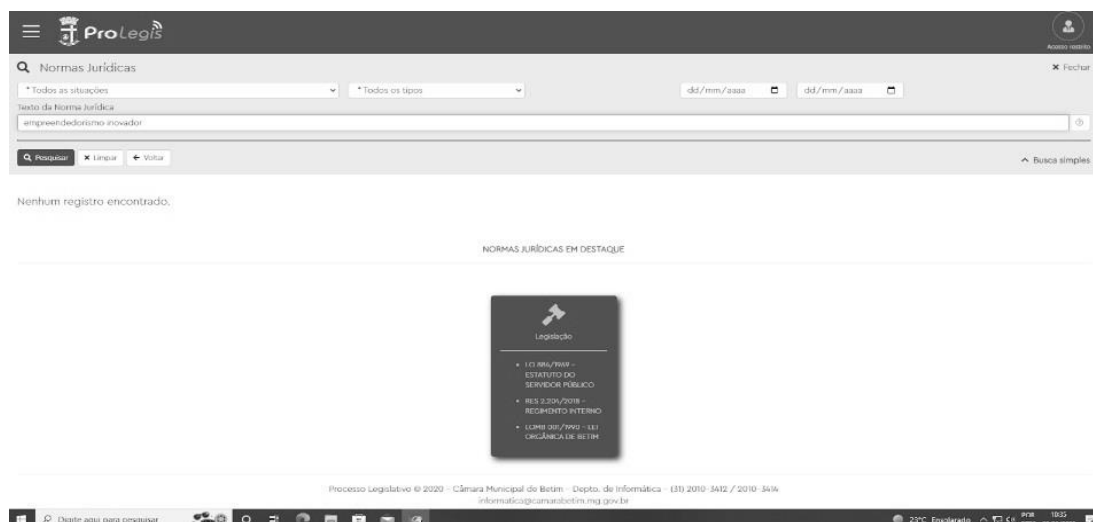 ProLegis
Acesso restrito
Normas Jurídicas
× Fechar
* Todos as situações
* Todos os tipos
dd/mm/aaaa
dd/mm/aaaa
Texto da Norma Jurídica
empreendedorismo inovador
Pesquisar
× Limpar
← Voltar
Busca simples
Nenhum registro encontrado.
NORMAS JURÍDICAS EM DESTAQUE
Legislação
• LO 884/1969 –
ESTATUTO DO
SERVIDOR PÚBLICO
• RES 2.204/2018 –
REGIMENTO INTERNO
• LOMB 001/1990 – LEI
ORGÂNICA DE BETIM
Processo Legislativo © 2020 - Câmara Municipal de Betim - Depto. de Informática - (31) 2010-3412 / 2010-3414
informatica@camarabetim.mg.gov.br
Digite aqui para pesquisar
23°C Ensolarado
10:35